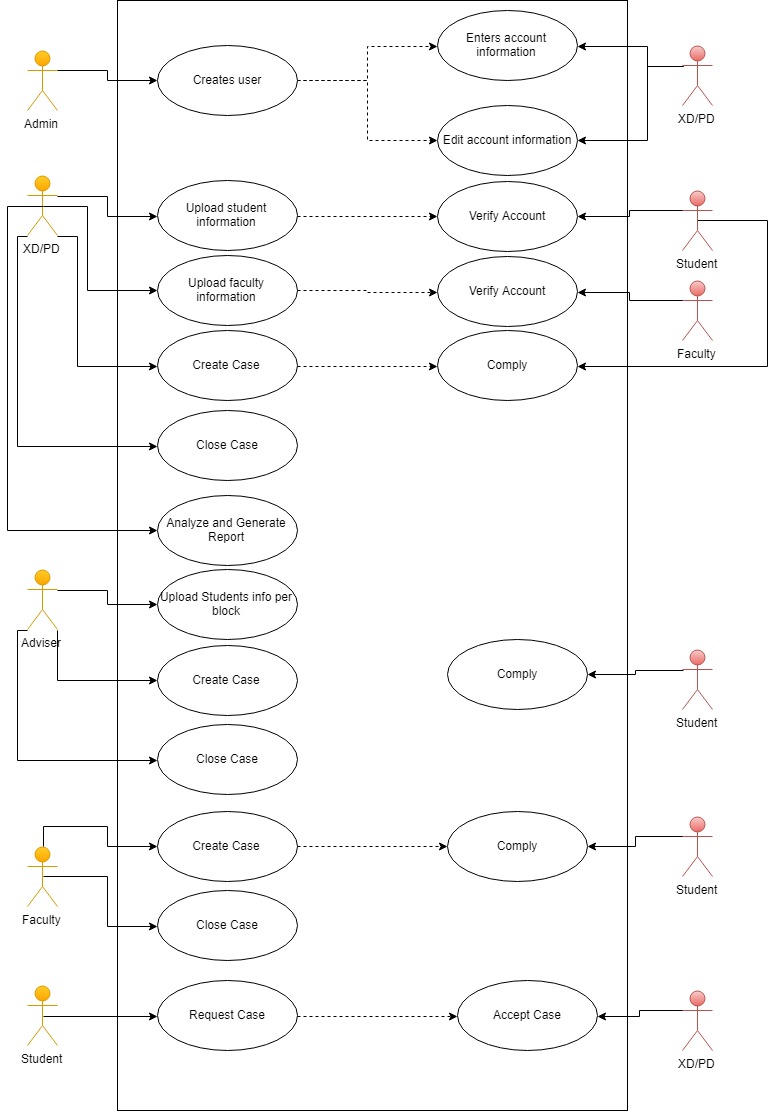 Enters account
information
Creates user
Admin
XD/PD
Edit account information
Upload student
information
Verify Account
XD/PD
Student
Upload faculty
information
Verify Account
Faculty
Create Case
Comply
Close Case
Analyze and Generate
Report
Upload Students info per
block
Adviser
Create Case
Comply
Student
Close Case
Create Case
Comply
Student
Faculty
Close Case
Request Case
Accept Case
Student
XD/PD